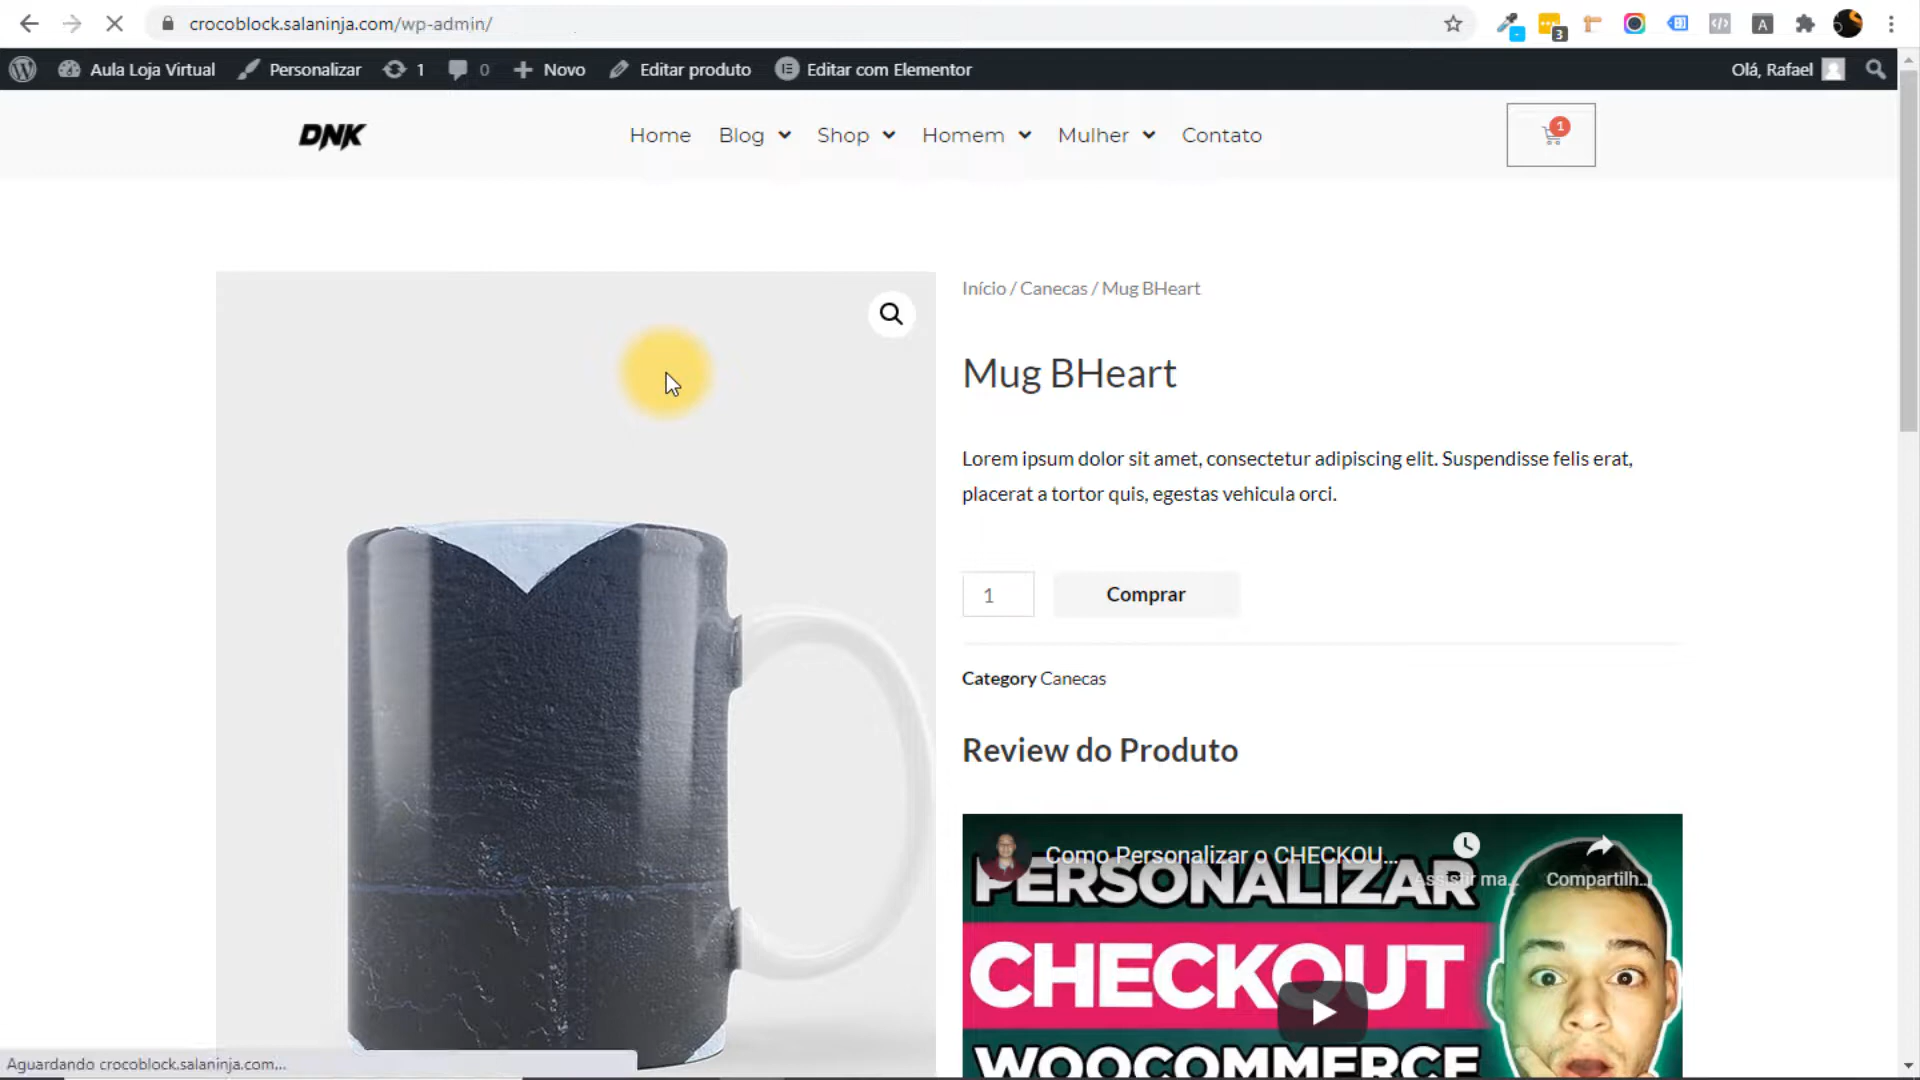 crocoblock.salaninja.com/wp-admin/
3
A
Aula Loja Virtual
Personalizar
1
0
Novo
Editar produto
Editar com Elementor
Olá, Rafael
DNK
Home
Blog
Shop
Homem
Mulher
Contato
1
Início / Canecas / Mug BHeart
Mug BHeart
Lorem ipsum dolor sit amet, consectetur adipiscing elit. Suspendisse felis erat,
placerat a tortor quis, egestas vehicula orci.
1
Comprar
Category Canecas
Review do Produto
Como Personalizar o CHECKOU...
Assistir ma...
Compartilh...
PERSONALIZAR
CHECKOUT
WOOCOMMERCE
Aguardando crocoblock.salaninja.com...